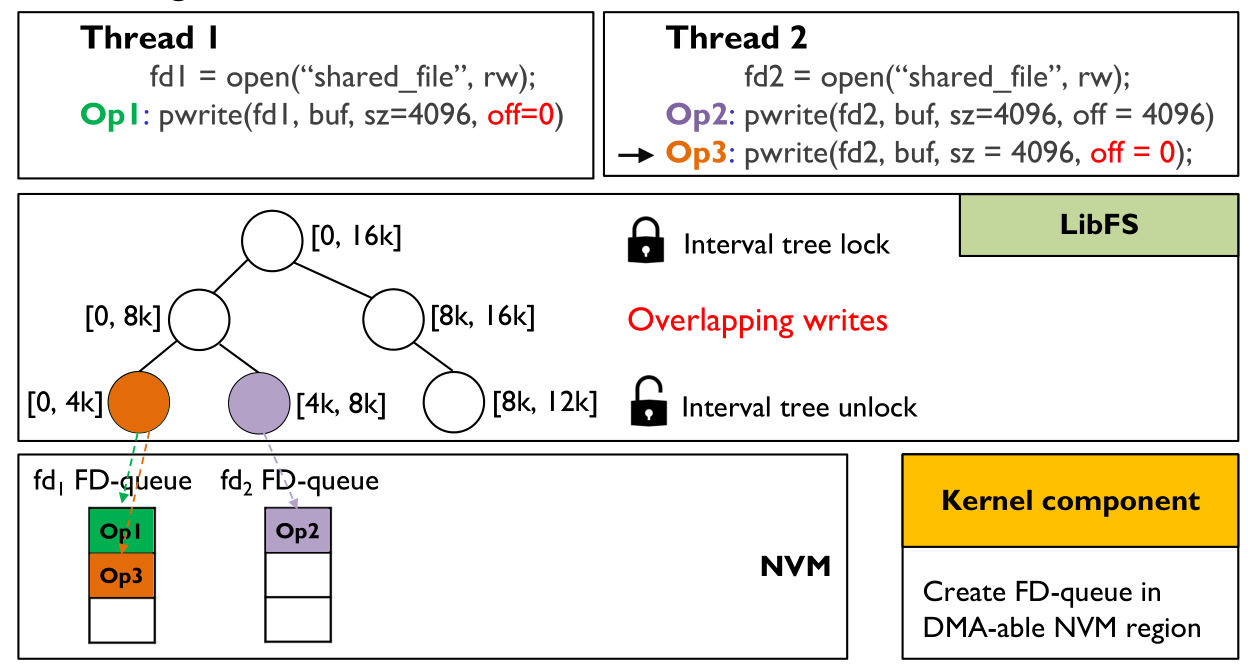 Thread 1
fd1 = open(“shared_file”, rw);
Op1: pwrite(fd1, buf, sz=4096, off=0)
Thread 2
fd2 = open(“shared_file”, rw);
Op2: pwrite(fd2, buf, sz=4096, off = 4096)
Op3: pwrite(fd2, buf, sz = 4096, off = 0);
LibFS
[0, 16k]
Interval tree lock
[0, 8k]
[8k, 16k]
Overlapping writes
[0, 4k]
[4k, 8k]
[8k, 12k]
Interval tree unlock
fd1 FD-queue
fd2 FD-queue
Op1
Op2
Op3
NVM
Kernel component
Create FD-queue in
DMA-able NVM region